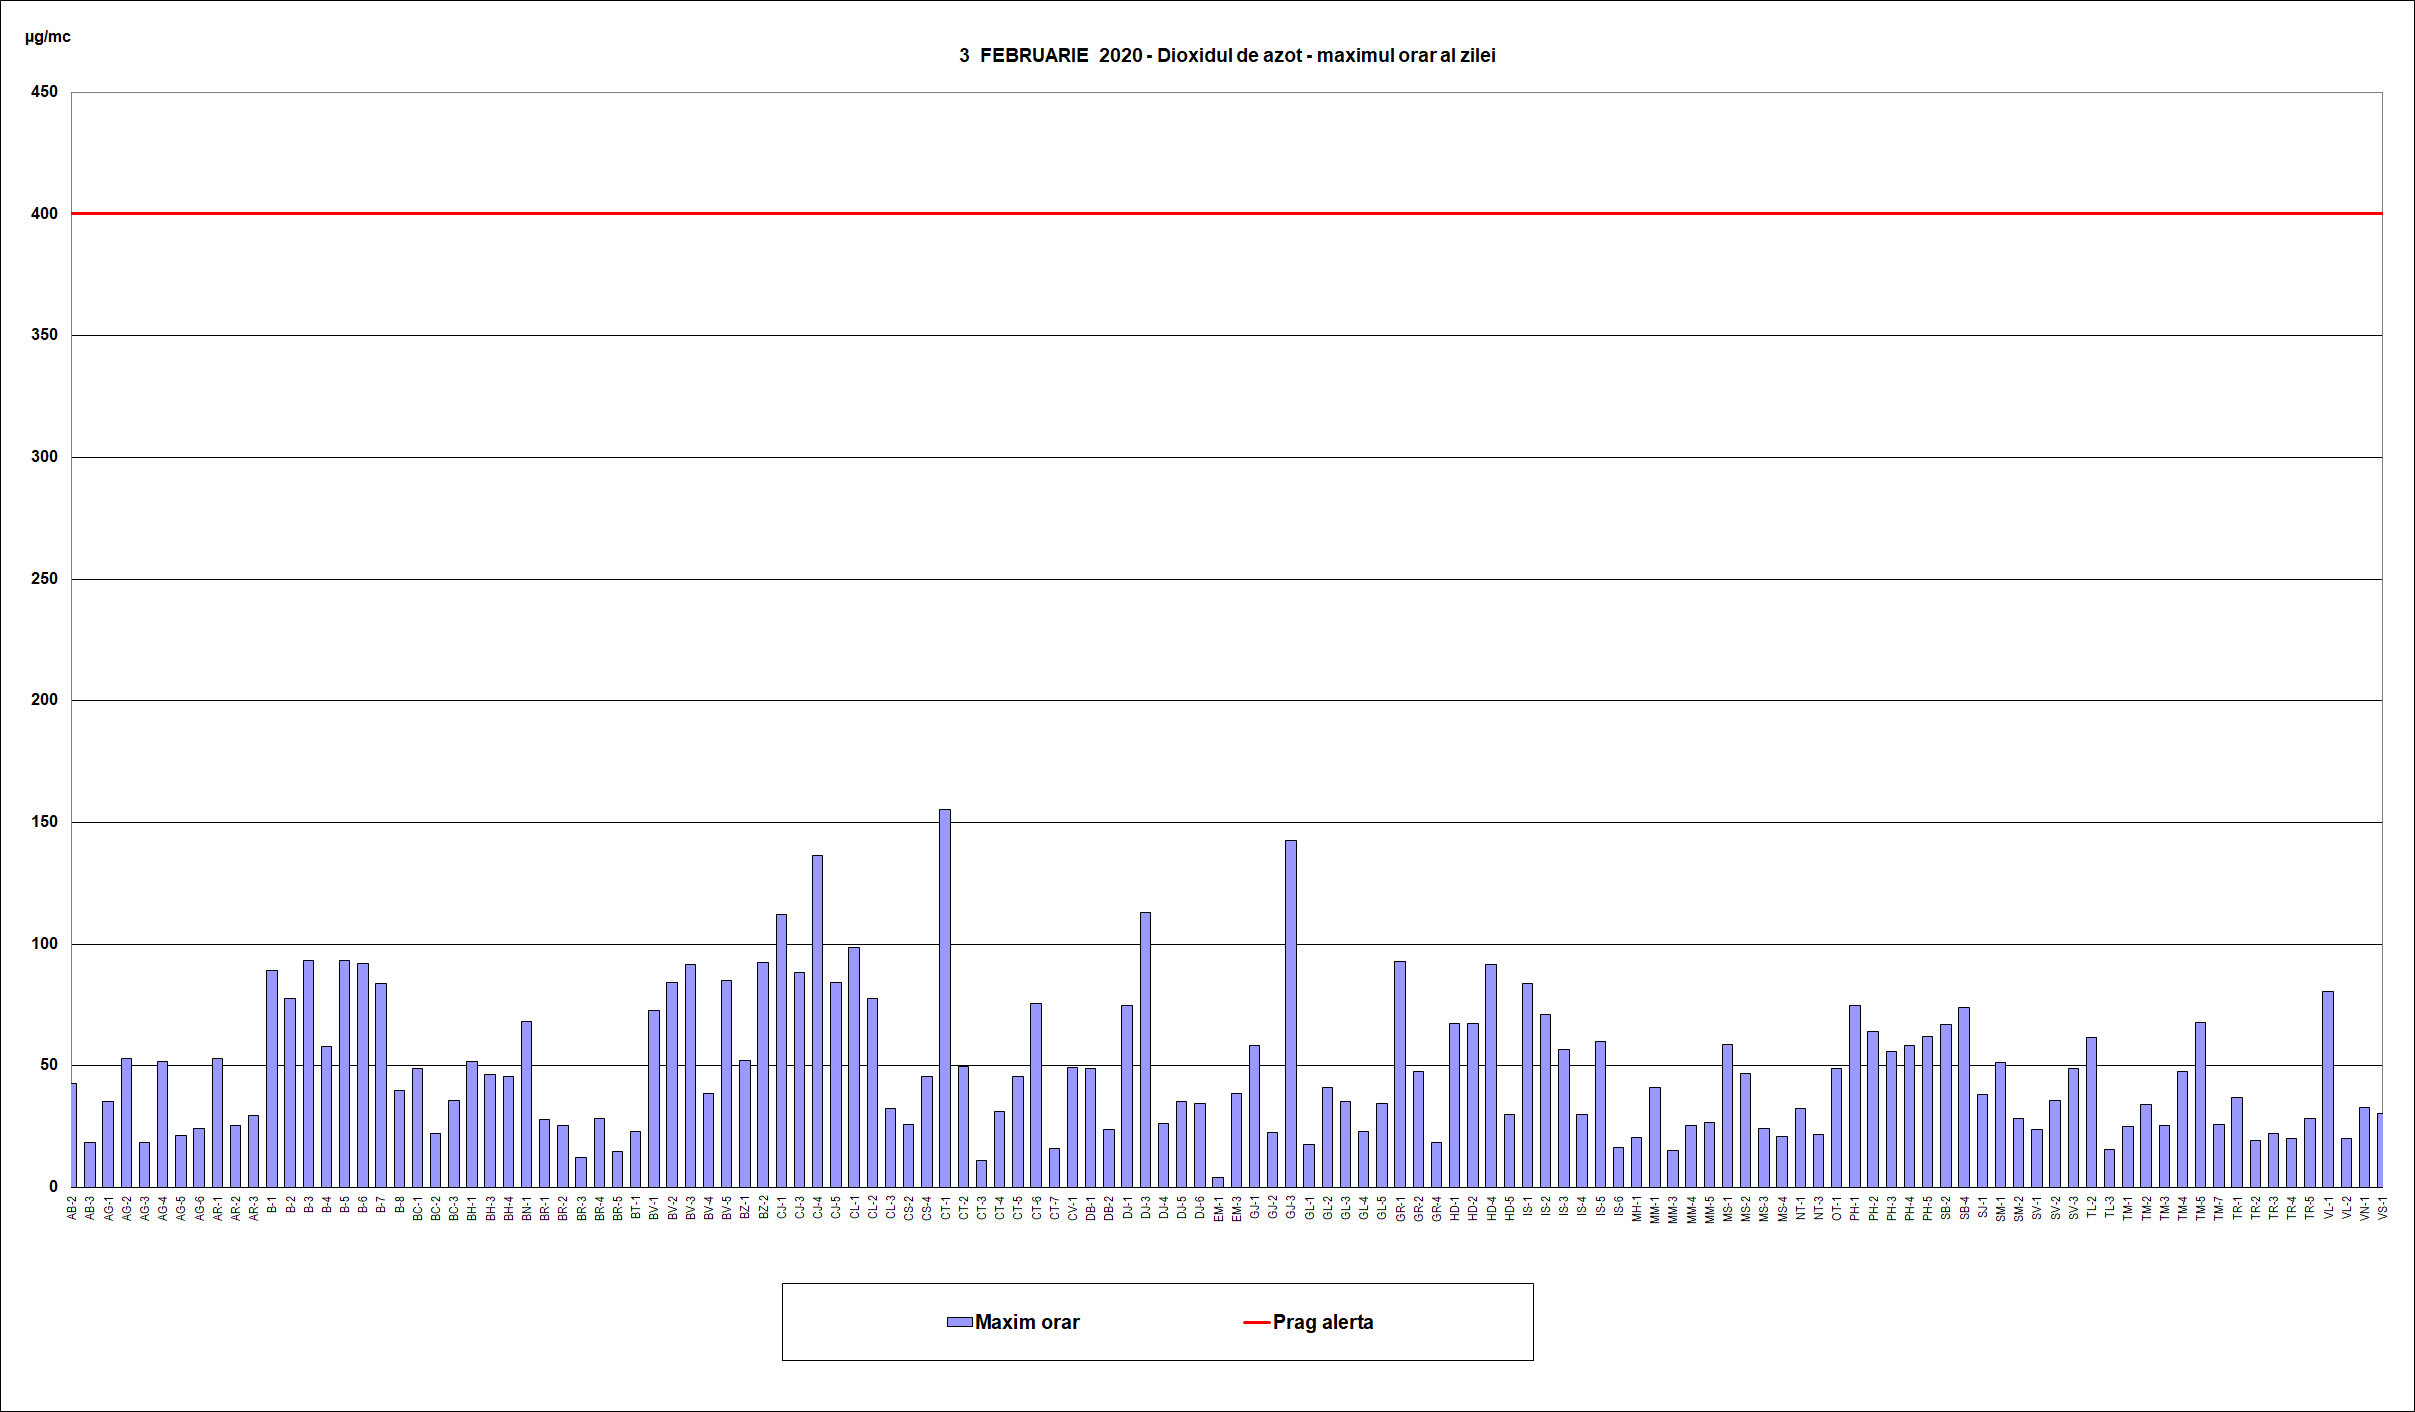 µg/mc
3 FEBRUARIE 2020 - Dioxidul de azot - maximul orar al zilei
450
400
350
300
250
200
150
100
50
0
AB-2 AB-3 AG-1 AG-2 AG-3 AG-4 AG-5 AG-6 AR-1 AR-2 AR-3 B-1 B-2 B-3 B-4 B-5 B-6 B-7 B-8 BC-1 BC-2 BC-3 BH-1 BH-3 BH-4 BN-1 BR-1 BR-2 BR-3 BR-4 BR-5 BT-1 BV-1 BV-2 BV-3 BV-4 BV-5 BZ-1 BZ-2 CJ-1 CJ-3 CJ-4 CJ-5 CL-1 CL-2 CL-3 CS-2 CS-4 CT-1 CT-2 CT-3 CT-4 CT-5 CT-6 CT-7 CV-1 DB-1 DB-2 DJ-1 DJ-3 DJ-4 DJ-5 DJ-6 EM-1 EM-3 GJ-1 GJ-2 GJ-3 GL-1 GL-2 GL-3 GL-4 GL-5 GR-1 GR-2 GR-4 HD-1 HD-2 HD-4 HD-5 IS-1 IS-2 IS-3 IS-4 IS-5 IS-6 MH-1 MM-1 MM-3 MM-4 MM-5 MS-1 MS-2 MS-3 MS-4 NT-1 NT-3 OT-1 PH-1 PH-2 PH-3 PH-4 PH-5 SB-2 SB-4 SJ-1 SM-1 SM-2 SV-1 SV-2 SV-3 TL-2 TL-3 TM-1 TM-2 TM-3 TM-4 TM-5 TM-7 TR-1 TR-2 TR-3 TR-4 TR-5 VL-1 VL-2 VN-1 VS-1
Maxim orar Prag alerta